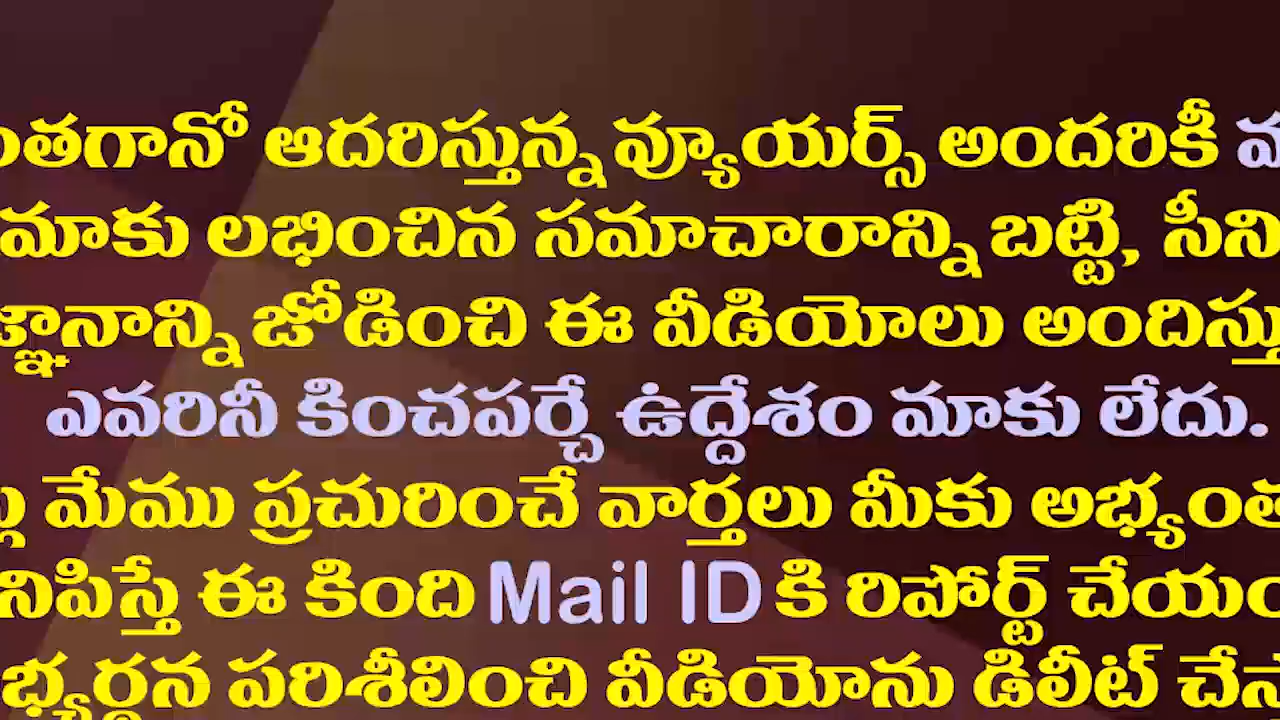 ంతగానో ఆదరిస్తున్న వ్యూయర్స్ అందరికీ
మాకు లభించిన సమాచారాన్ని బట్టి, సీని
జ్ఞానాన్ని జోడించి ఈ వీడియోలు అందిస్తు
ఎవరినీ కించపర్చే ఉద్దేశం మాకు లేదు.
మేము ప్రచురించే వార్తలు మీకు అభ్యంత
నిపిస్తే ఈ కింది Mail ID కి రిపోర్ట్ చేయం
భ్యర్థన పరిశీలించి వీడియోను డిలీట్ చేస